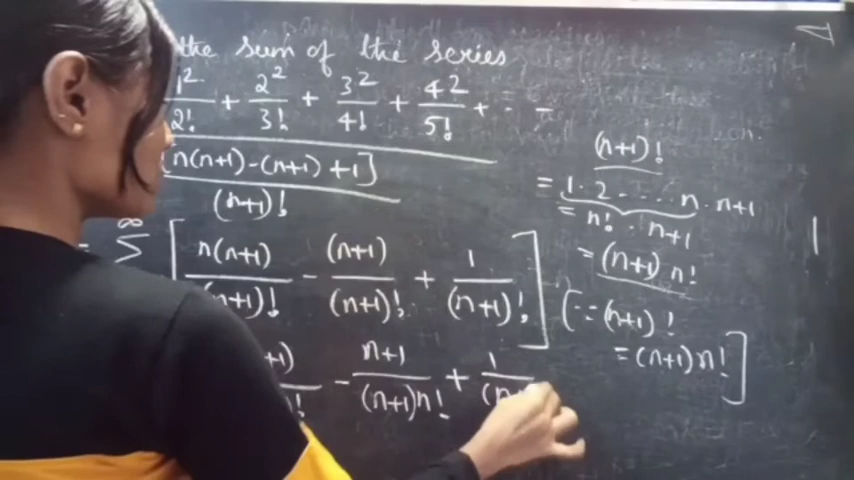 the sum of the series
1²/2! + 2²/3! + 3²/4! + 4²/5! + - - -
[n(n+1)-(n+1)+1]
(n+1)!
= ∞ Σ [ n(n+1)/(n+1)! - (n+1)/(n+1)! + 1/(n+1)! ]
- n+1/(n+1)n! + 1/(n
(n+1)!
= 1·2 - - - - n · n+1
= n! · n+1
= (n+1) n!
[∵ (n+1)!
= (n+1) n! ]